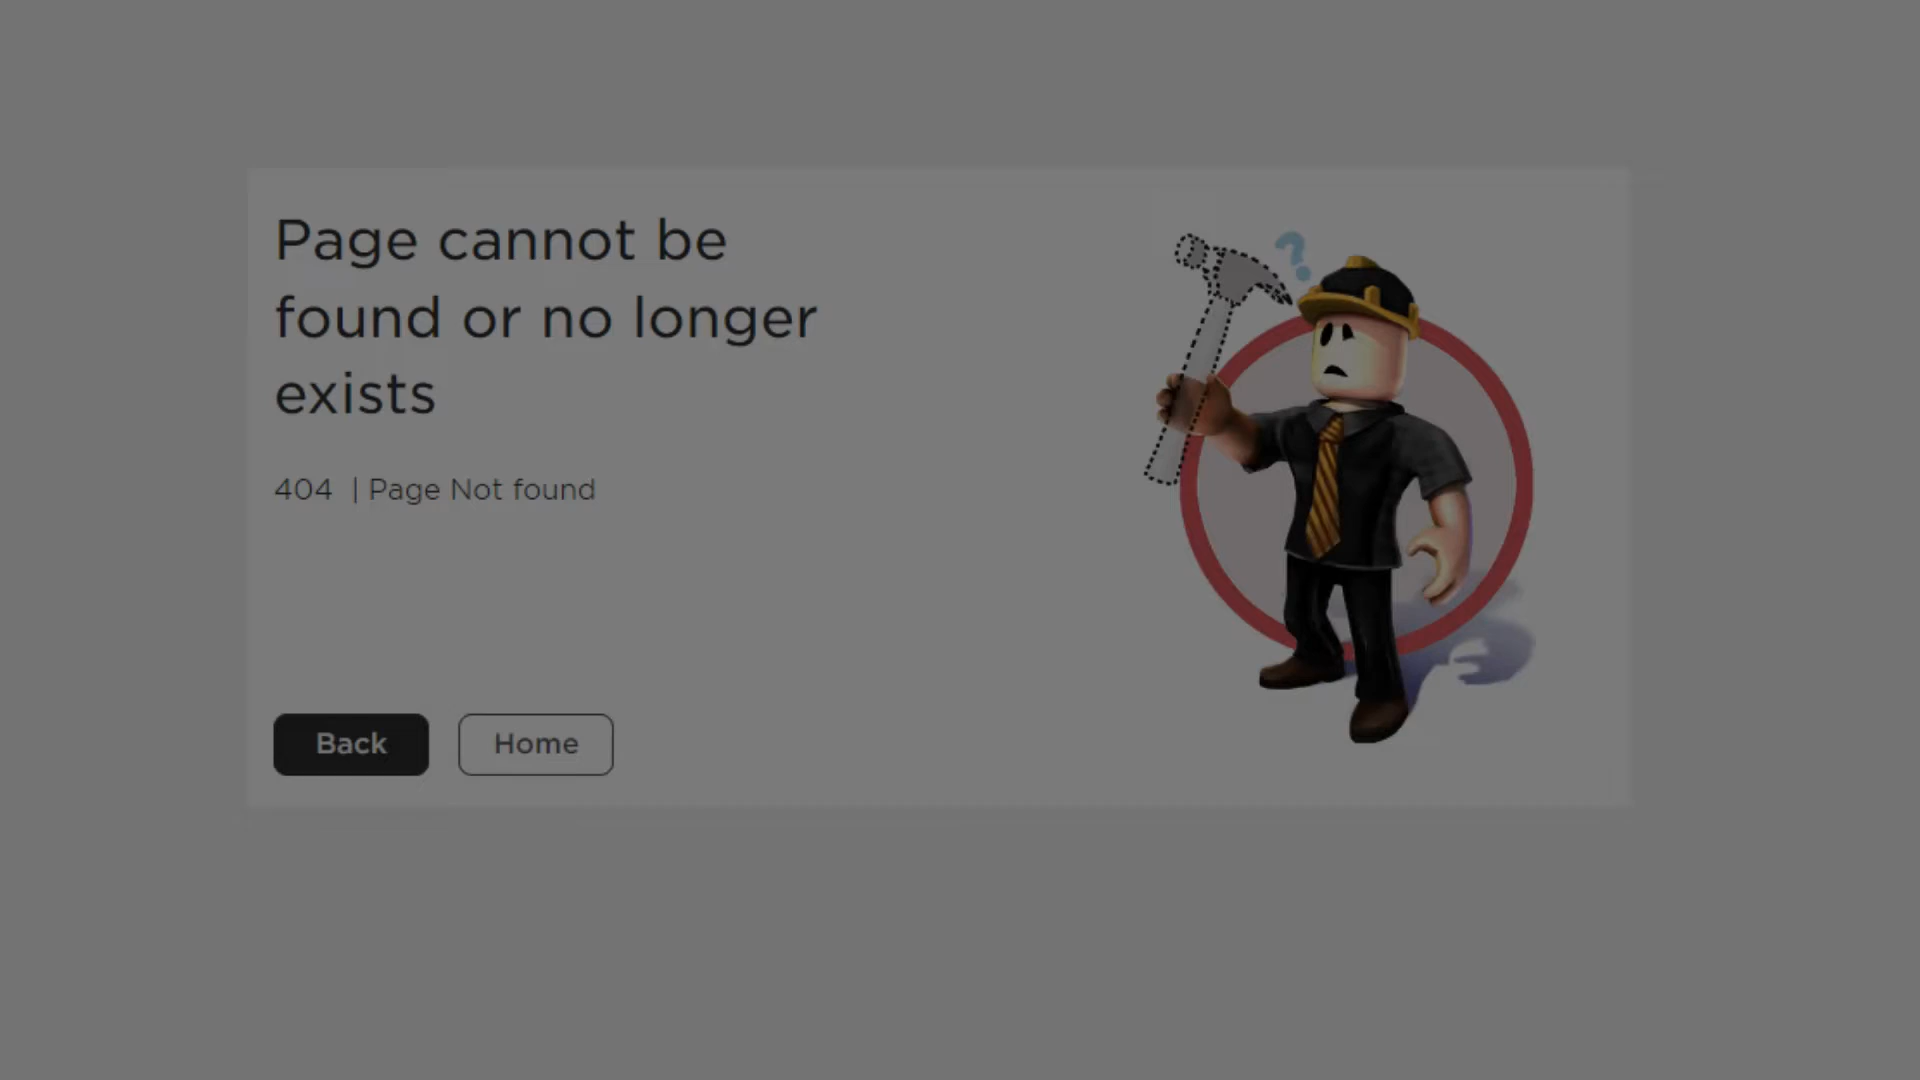 Page cannot be
found or no longer
exists
404 | Page Not found
Back
Home
?